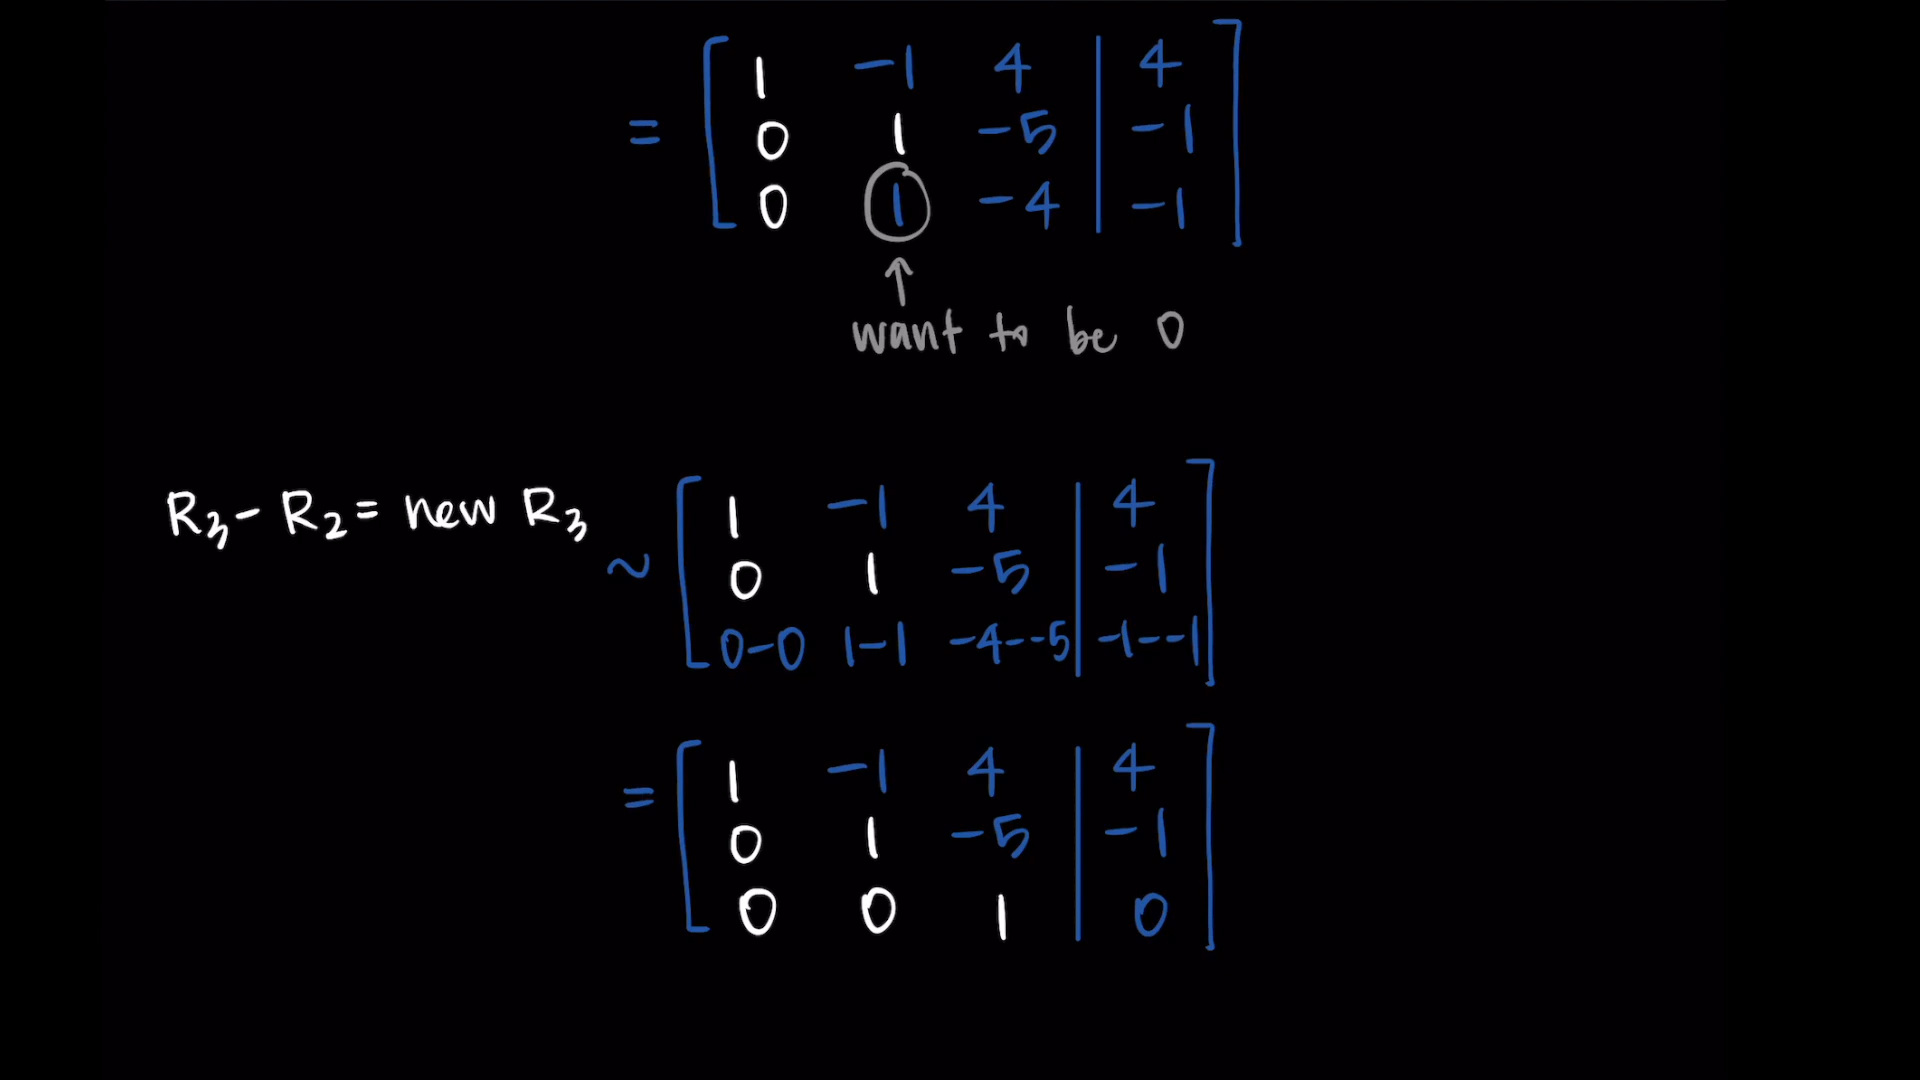 = [ 1 -1 4 | 4 ]
0 1 -5 | -1
0 1 -4 | -1
↑
want to be 0
R₃ - R₂ = new R₃
~ [ 1 -1 4 | 4 ]
0 1 -5 | -1
0-0 1-1 -4--5 | -1--1
= [ 1 -1 4 | 4 ]
0 1 -5 | -1
0 0 1 | 0